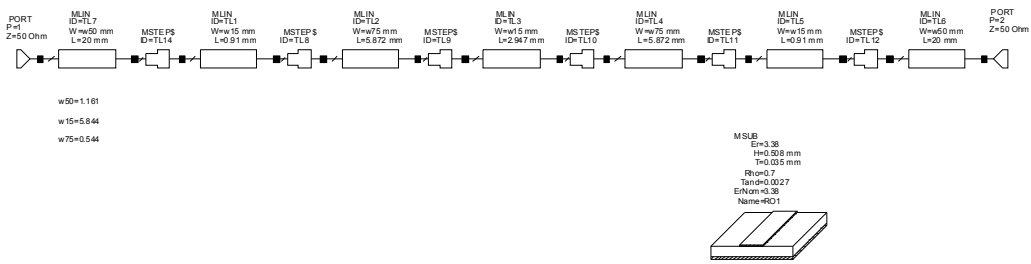 PORT
P=1
Z=50 Ohm
MLIN
ID=TL7
W=w50 mm
L=20 mm
MSTEP$
ID=TL14
MLIN
ID=TL1
W=w15 mm
L=0.91 mm
MSTEP$
ID=TL8
MLIN
ID=TL2
W=w75 mm
L=5.872 mm
MSTEP$
ID=TL9
MLIN
ID=TL3
W=w15 mm
L=2.947 mm
MSTEP$
ID=TL10
MLIN
ID=TL4
W=w75 mm
L=5.872 mm
MSTEP$
ID=TL11
MLIN
ID=TL5
W=w15 mm
L=0.91 mm
MSTEP$
ID=TL12
MLIN
ID=TL6
W=w50 mm
L=20 mm
PORT
P=2
Z=50 Ohm
w50=1.161
w15=5.844
w75=0.544
MSUB
Er=3.38
H=0.508 mm
T=0.035 mm
Rho=0.7
Tand=0.0027
ErNom=3.38
Name=RO1